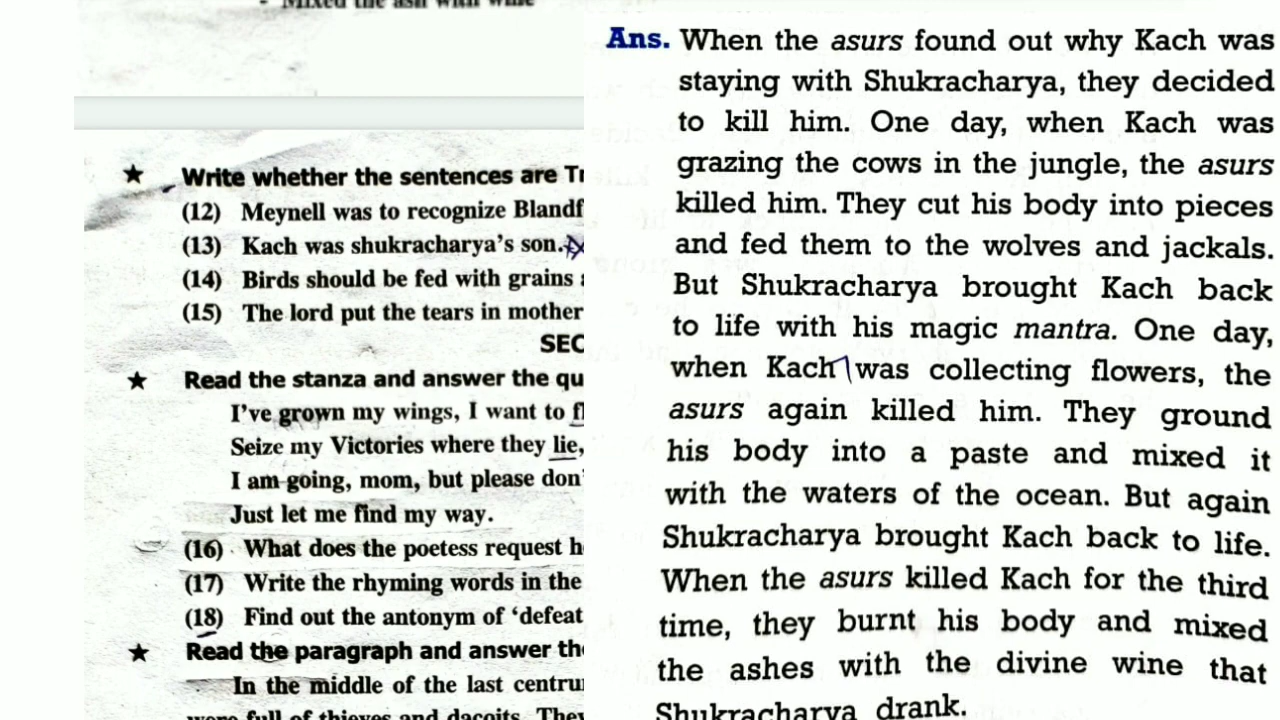 - Mixed the ash with wine
★ Write whether the sentences are
(12) Meynell was to recognize
(13) Kach was shukracharya's son.
(14) Birds should be fed with grains
(15) The lord put the tears in mother
★ Read the stanza and answer the
I've grown my wings, I want to
Seize my Victories where they lie,
I am going, mom, but please
Just let me find my way.
(16) What does the poetess request
(17) Write the rhyming words in the
(18) Find out the antonym of 'defeat
★ Read the paragraph and answer
In the middle of the last
were full of thieves and dacoits. They
Ans. When the asurs found out why Kach was
staying with Shukracharya, they decided
to kill him. One day, when Kach was
grazing the cows in the jungle, the asurs
killed him. They cut his body into pieces
and fed them to the wolves and jackals.
But Shukracharya brought Kach back
to life with his magic mantra. One day,
when Kach was collecting flowers, the
asurs again killed him. They ground
his body into a paste and mixed it
with the waters of the ocean. But again
Shukracharya brought Kach back to life.
When the asurs killed Kach for the third
time, they burnt his body and mixed
the ashes with the divine wine that
Shukracharya drank.